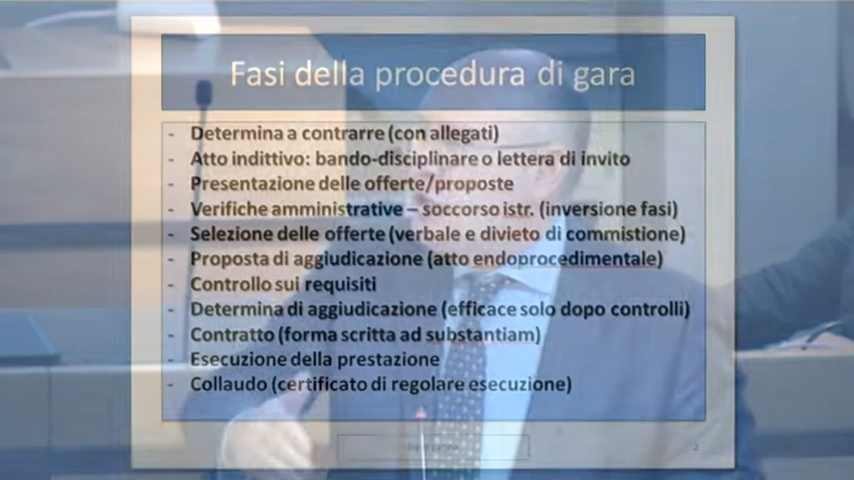 Fasi della procedura di gara
- Determina a contrarre (con allegati)
- Atto indittivo: bando-disciplinare o lettera di invito
- Presentazione delle offerte/proposte
- Verifiche amministrative – soccorso istr. (inversione fasi)
- Selezione delle offerte (verbale e divieto di commistione)
- Proposta di aggiudicazione (atto endoprocedimentale)
- Controllo sui requisiti
- Determina di aggiudicazione (efficace solo dopo controlli)
- Contratto (forma scritta ad substantiam)
- Esecuzione della prestazione
- Collaudo (certificato di regolare esecuzione)
2